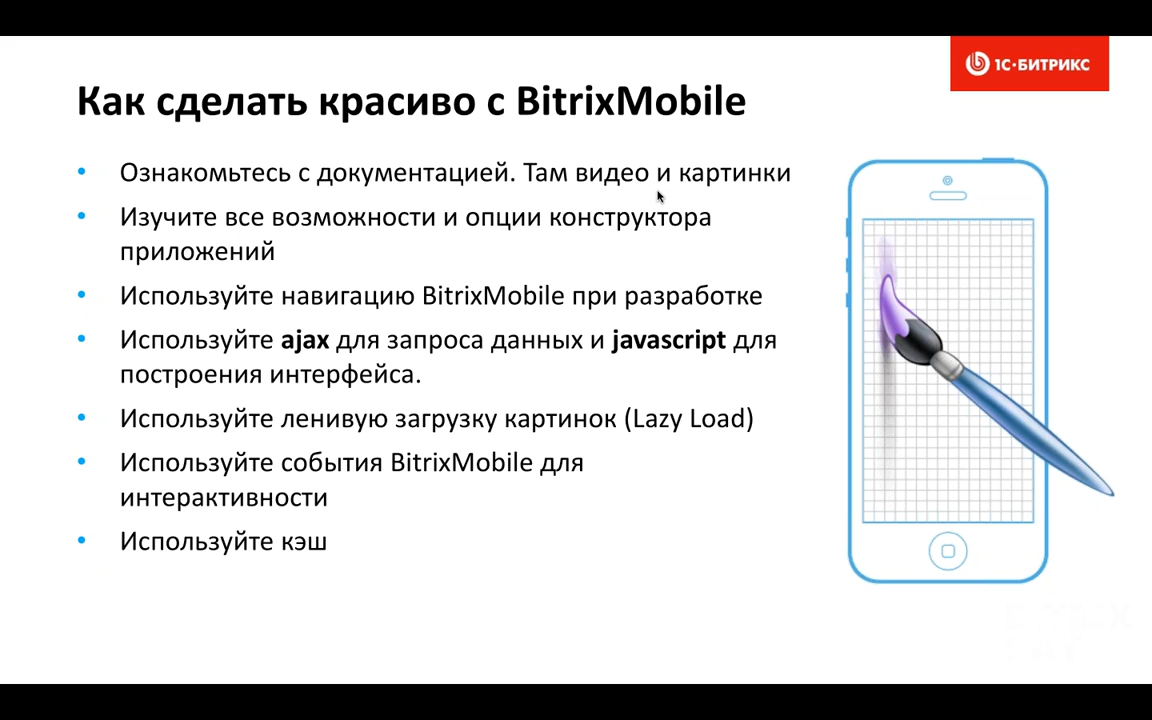 1С·БИТРИКС
Как сделать красиво с BitrixMobile
• Ознакомьтесь с документацией. Там видео и картинки
• Изучите все возможности и опции конструктора
приложений
• Используйте навигацию BitrixMobile при разработке
• Используйте ajax для запроса данных и javascript для
построения интерфейса.
• Используйте ленивую загрузку картинок (Lazy Load)
• Используйте события BitrixMobile для
интерактивности
• Используйте кэш